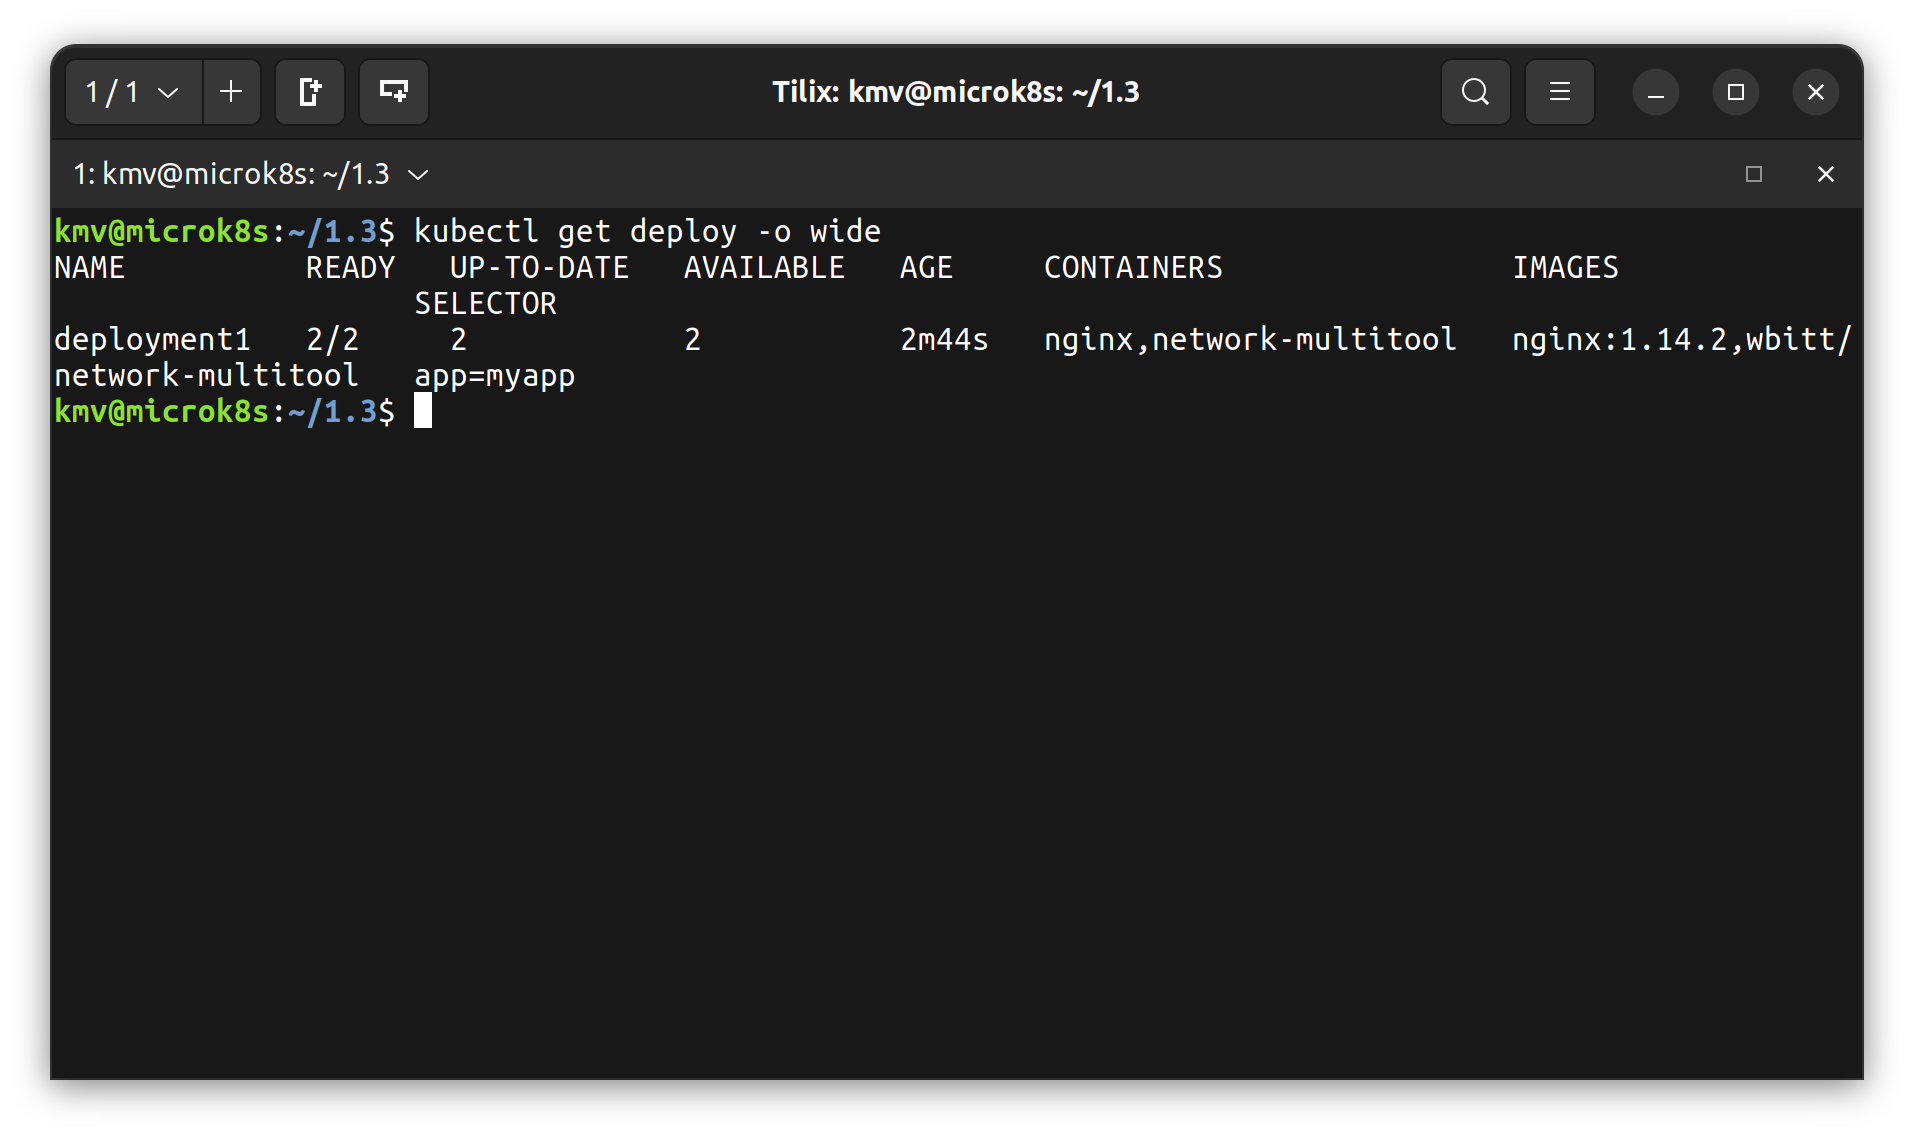 1 / 1
Tilix: kmv@microk8s: ~/1.3
1: kmv@microk8s: ~/1.3
kmv@microk8s:~/1.3$ kubectl get deploy -o wide
NAME          READY   UP-TO-DATE   AVAILABLE   AGE     CONTAINERS                IMAGES
                    SELECTOR
deployment1   2/2     2            2           2m44s   nginx,network-multitool   nginx:1.14.2,wbitt/
network-multitool   app=myapp
kmv@microk8s:~/1.3$